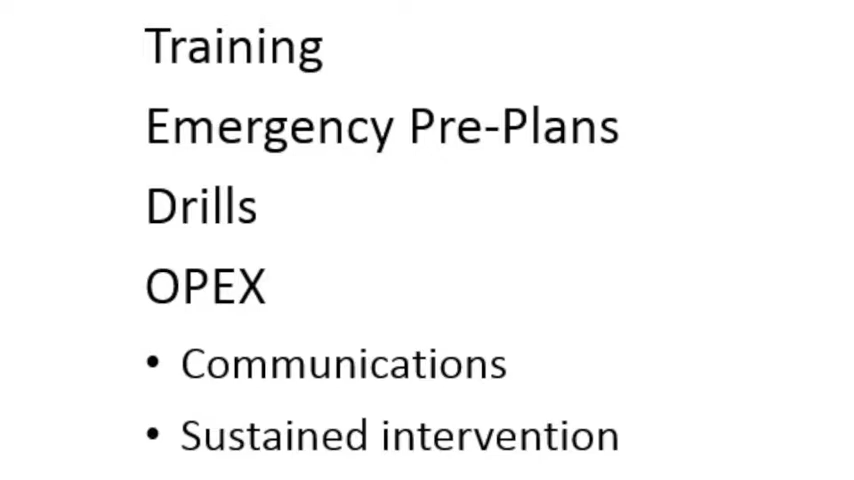 Training
Emergency Pre-Plans
Drills
OPEX
• Communications
• Sustained intervention